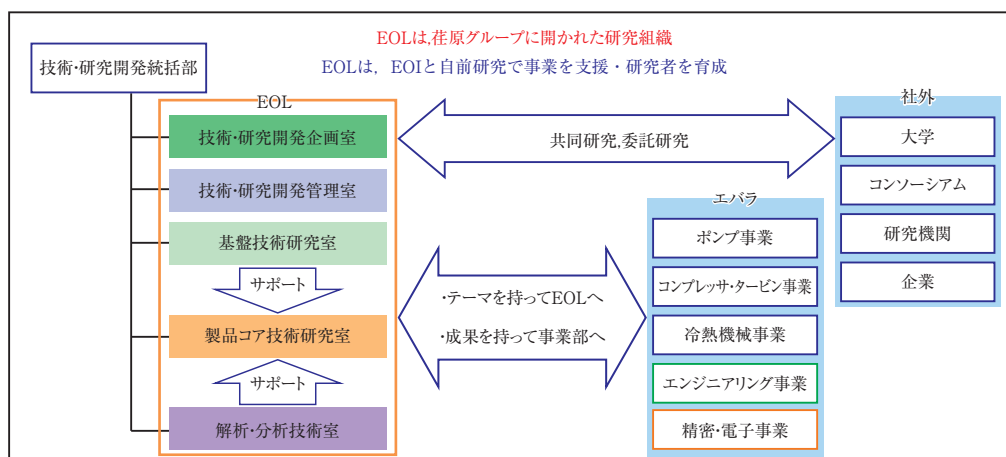 EOLは,荏原グループに開かれた研究組織
EOLは，EOIと自前研究で事業を支援・研究者を育成
技術・研究開発統括部
EOL
技術・研究開発企画室
技術・研究開発管理室
基盤技術研究室
サポート
製品コア技術研究室
サポート
解析・分析技術室
共同研究,委託研究
・テーマを持ってEOLへ
・成果を持って事業部へ
エバラ
ポンプ事業
コンプレッサ・タービン事業
冷熱機械事業
エンジニアリング事業
精密・電子事業
社外
大学
コンソーシアム
研究機関
企業